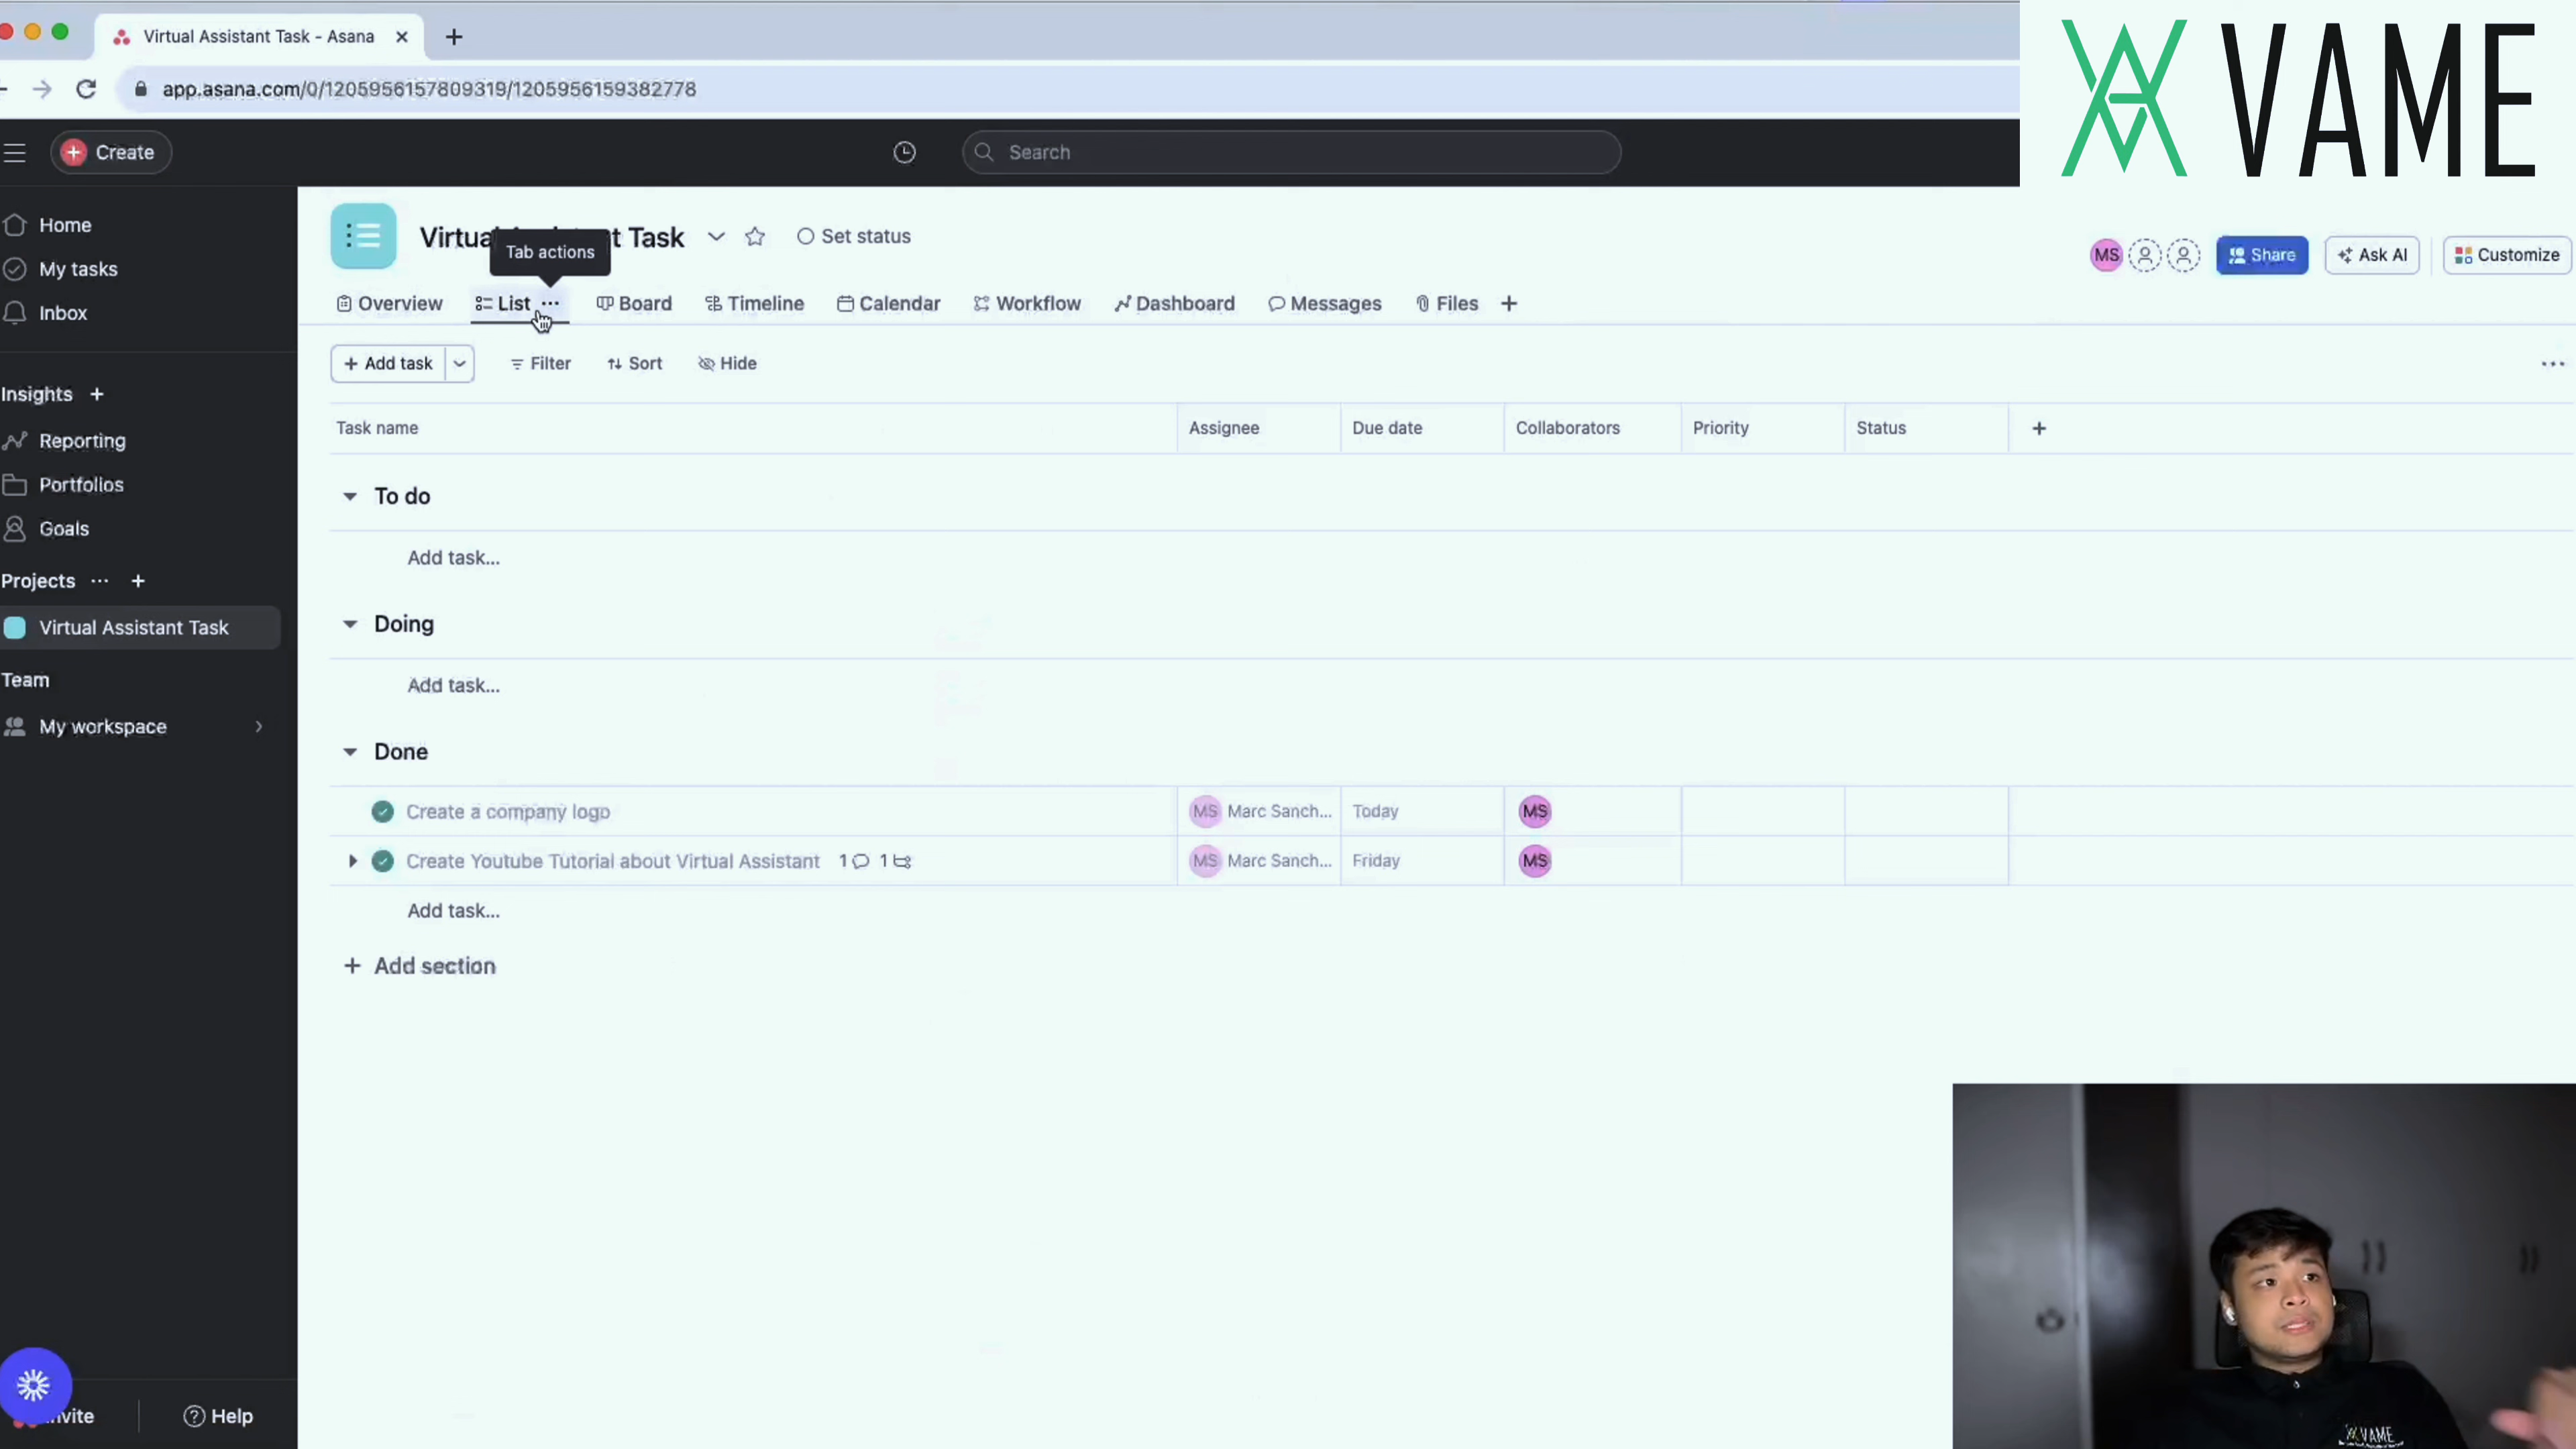 Virtual Assistant Task - Asana
app.asana.com/0/1205956157809319/1205956159382778
VAME
Create
Search
Home
My tasks
Inbox
Insights
Reporting
Portfolios
Goals
Projects
Virtual Assistant Task
Team
My workspace
Help
t Task
Tab actions
Set status
MS
Share
Ask AI
Customize
Overview
List
Board
Timeline
Calendar
Workflow
Dashboard
Messages
Files
Add task
Filter
Sort
Hide
Task name Assignee Due date Collaborators Priority Status
To do
Add task...
Doing
Add task...
Done
Create a company logo MS Marc Sanch... Today MS
Create Youtube Tutorial about Virtual Assistant 1 1 MS Marc Sanch... Friday MS
Add task...
Add section
VAME